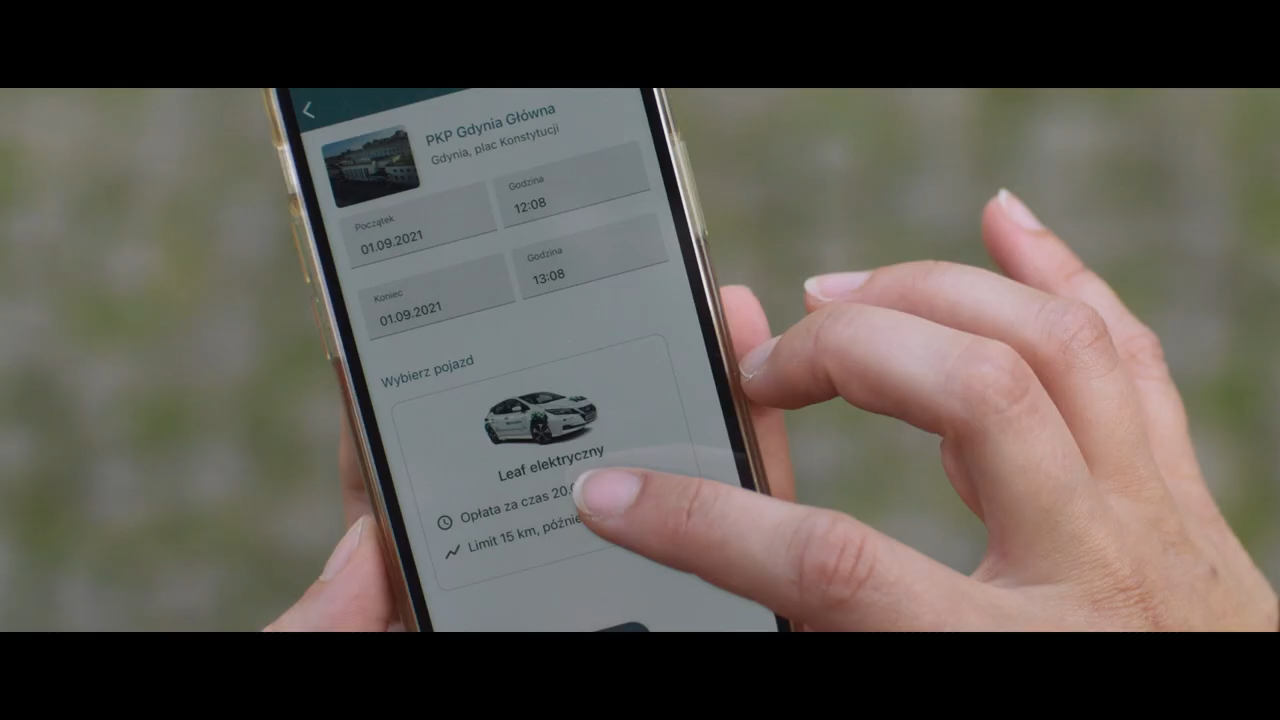 PKP Gdynia Główna
Gdynia, plac Konstytucji
Początek
01.09.2021
Godzina
12:08
Koniec
01.09.2021
Godzina
13:08
Wybierz pojazd
Leaf elektryczny
Opłata za czas 20.
Limit 15 km,